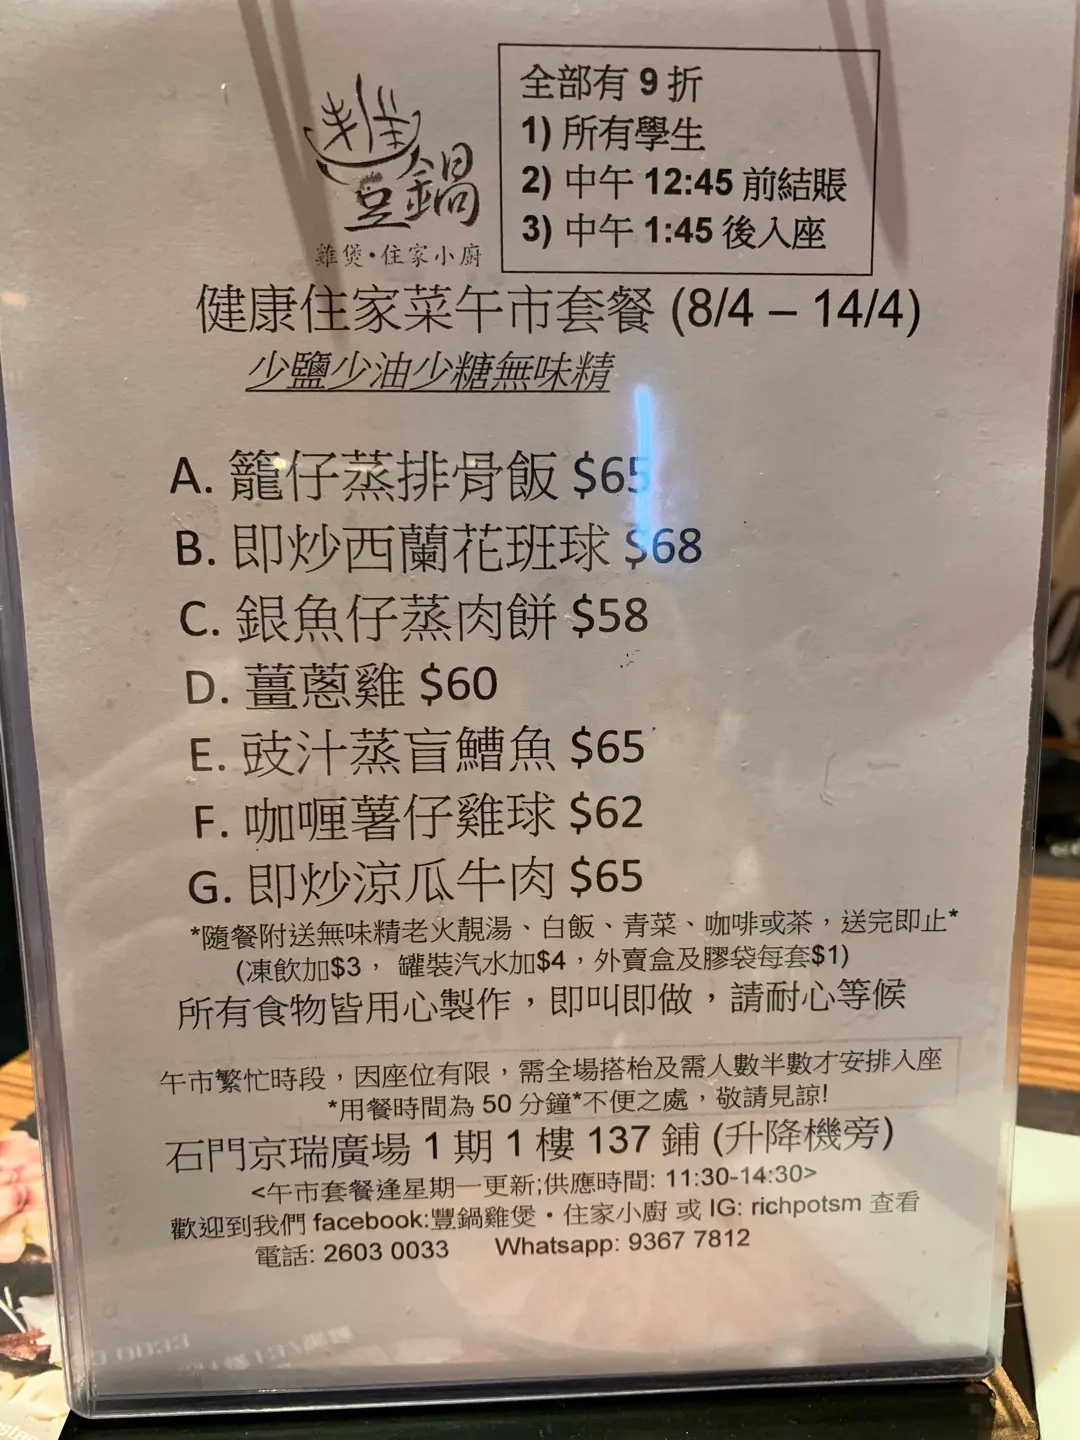 全部有 9 折
1) 所有學生
2) 中午 12:45 前結賬
3) 中午 1:45 後入座
豐鍋
雞煲·住家小廚
健康住家菜午市套餐 (8/4 – 14/4)
少鹽少油少糖無味精
A. 籠仔蒸排骨飯 $65
B. 即炒西蘭花班球 $68
C. 銀魚仔蒸肉餅 $58
D. 薑蔥雞 $60
E. 豉汁蒸盲鰽魚 $65
F. 咖喱薯仔雞球 $62
G. 即炒涼瓜牛肉 $65
*隨餐附送無味精老火靚湯、白飯、青菜、咖啡或茶，送完即止*
(凍飲加$3， 罐裝汽水加$4，外賣盒及膠袋每套$1)
所有食物皆用心製作，即叫即做，請耐心等候
午市繁忙時段，因座位有限，需全場搭枱及需人數半數才安排入座
*用餐時間為 50 分鐘*不便之處，敬請見諒!
石門京瑞廣場 1 期 1 樓 137 鋪 (升降機旁)
<午市套餐逢星期一更新;供應時間: 11:30-14:30>
歡迎到我們 facebook:豐鍋雞煲·住家小廚 或 IG: richpotsm 查看
電話: 2603 0033 Whatsapp: 9367 7812